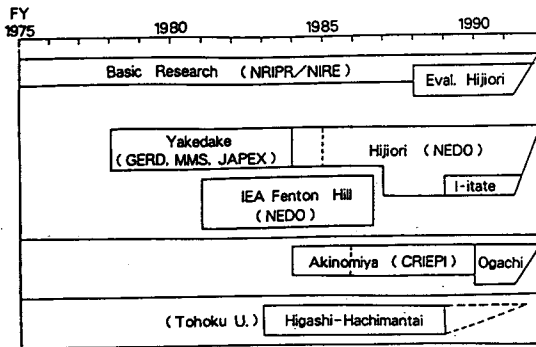 FY
1975 1980 1985 1990
Basic Research (NRIPR/NIRE)
Eval. Hijiori
Yakedake
(GERD, MMS, JAPEX)
Hijiori (NEDO)
IEA Fenton Hill
(NEDO)
I-itate
Akinomiya (CRIEPI)
Ogachi
(Tohoku U.)
Higashi-Hachimantai